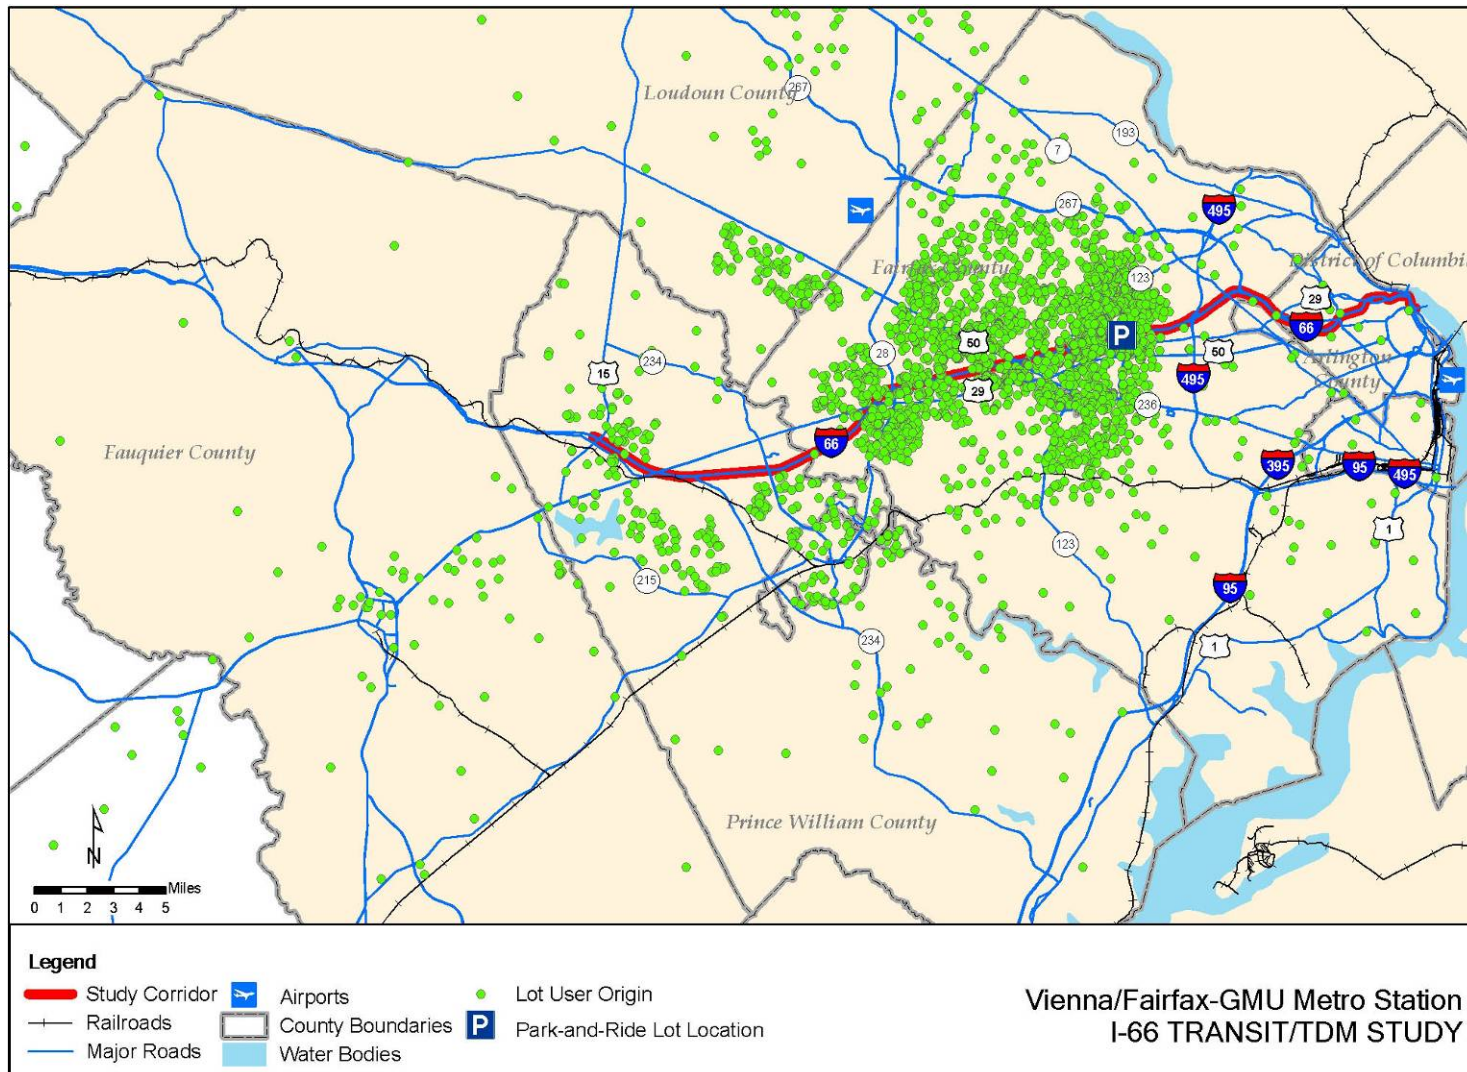 Loudoun County
267
193
7
267
495
Fairfax County
District of Columbi
123
29
66
50
P
50
28
Arlington
County
234
15
495
29
236
66
Fauquier County
395
95
495
1
123
215
95
234
1
Prince William County
N
Miles
0 1 2 3 4 5
Legend
Study Corridor
Airports
Lot User Origin
Railroads
County Boundaries
P
Park-and-Ride Lot Location
Major Roads
Water Bodies
Vienna/Fairfax-GMU Metro Station
I-66 TRANSIT/TDM STUDY